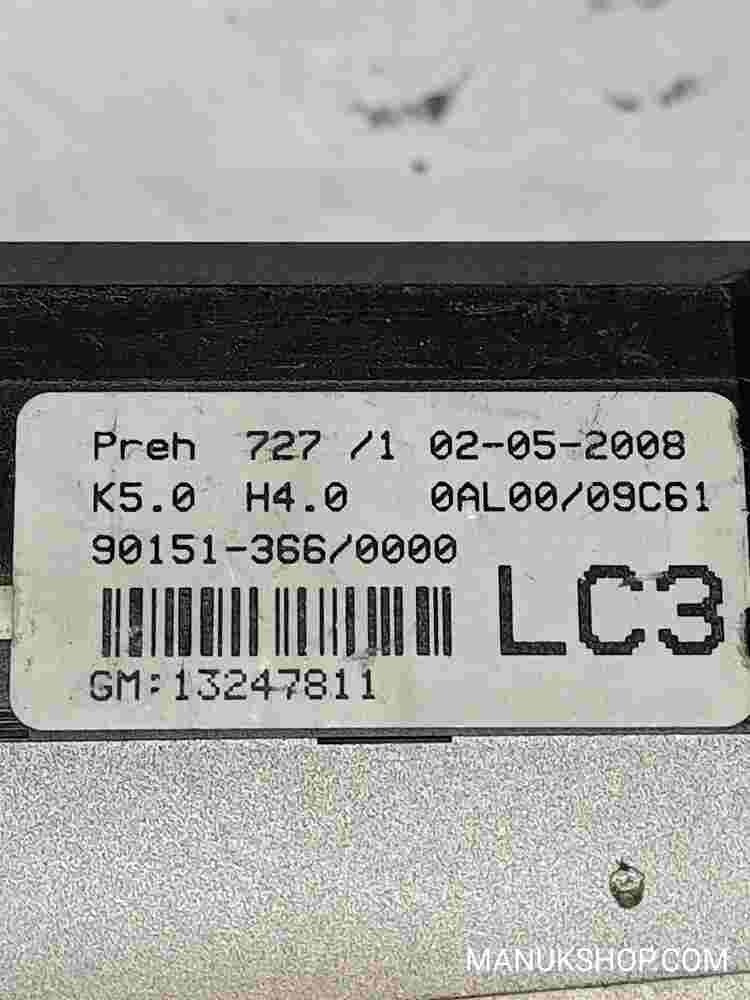 Preh 727 /1 02-05-2008
K5.0 H4.0 0AL00/09C61
90151-366/0000
LC3
GM:13247811
MANUKSHOP.COM